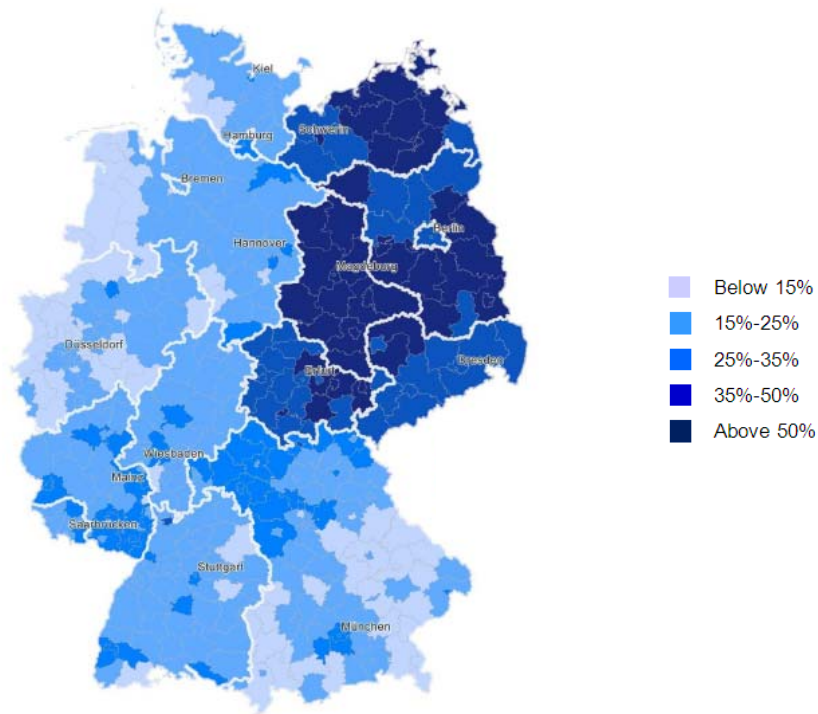 Kiel
Schwerin
Hamburg
Bremen
Berlin
Hannover
Magdeburg
Düsseldorf
Dresden
Erfurt
Wiesbaden
Mainz
Saarbrücken
Stuttgart
München
Below 15%
15%-25%
25%-35%
35%-50%
Above 50%